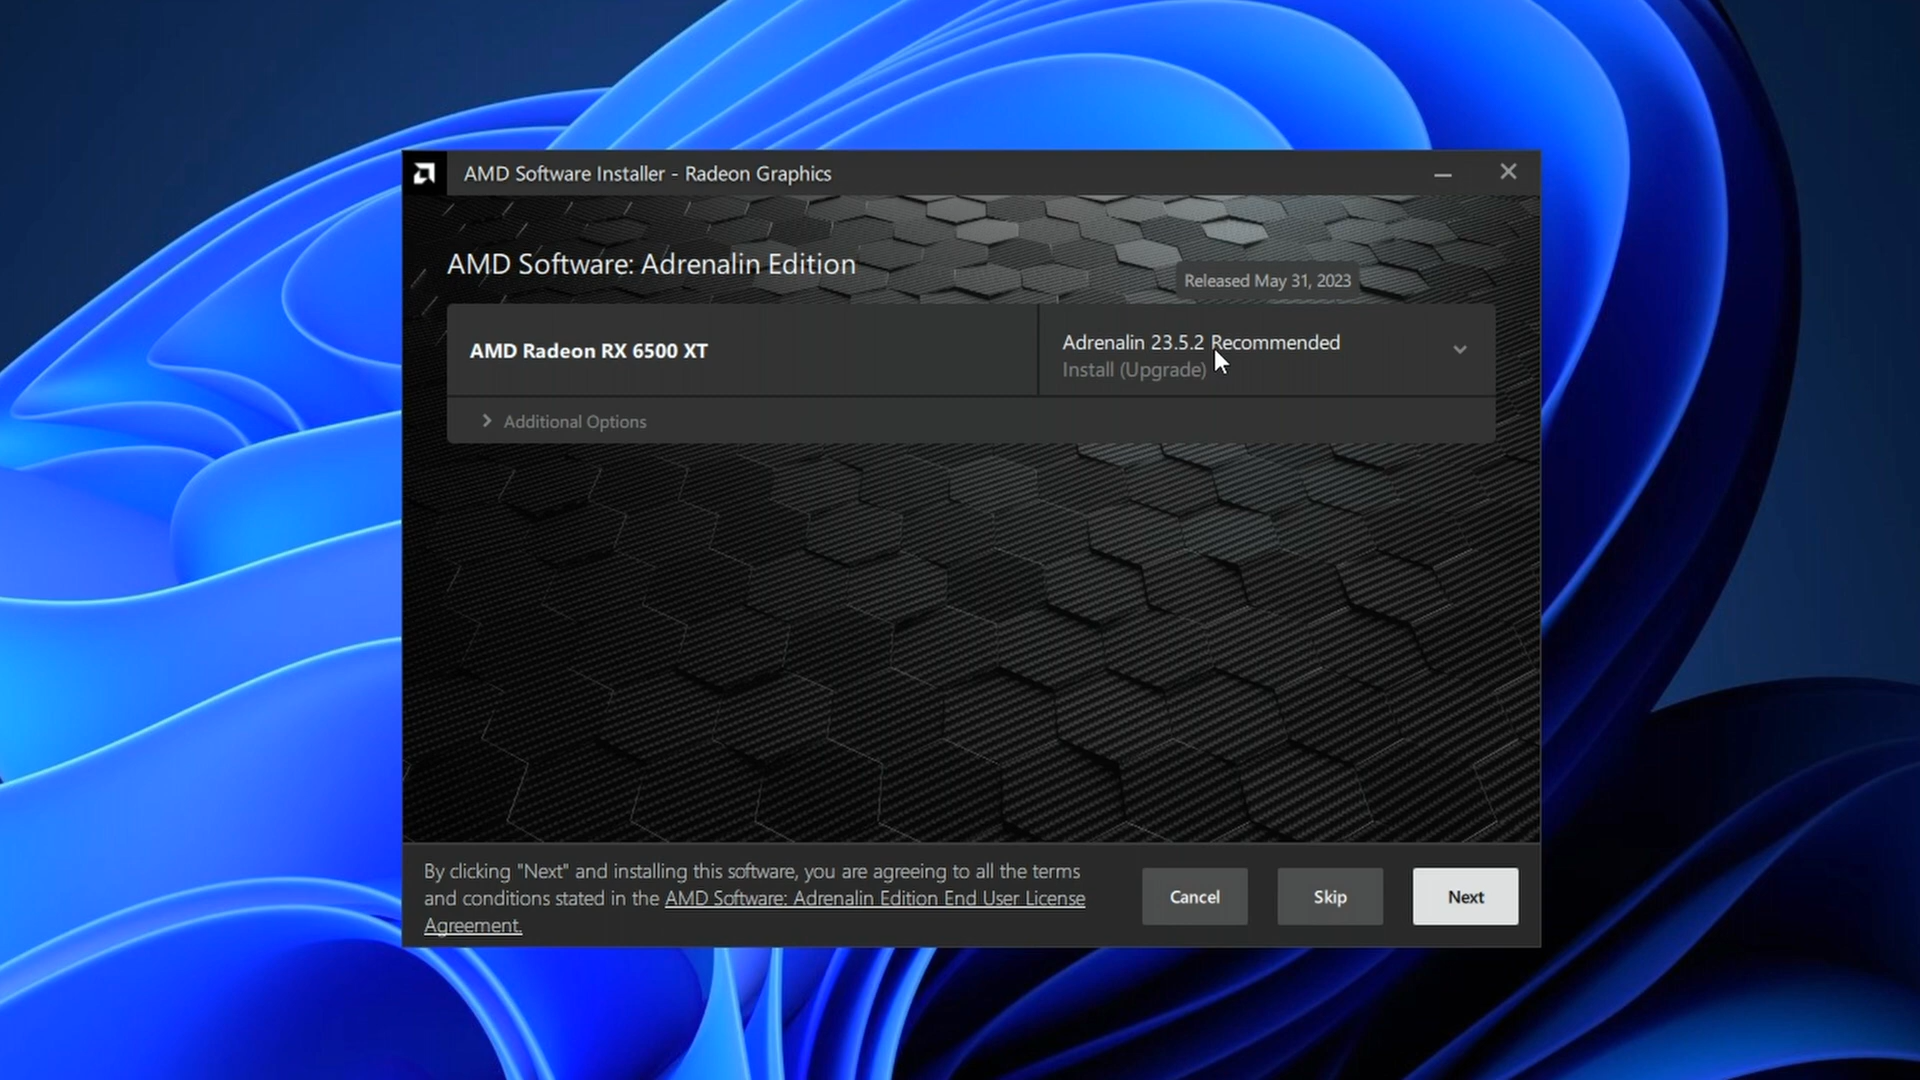 AMD Software Installer - Radeon Graphics
AMD Software: Adrenalin Edition
Released May 31, 2023
AMD Radeon RX 6500 XT
Adrenalin 23.5.2 Recommended
Install (Upgrade)
Additional Options
By clicking "Next" and installing this software, you are agreeing to all the terms
and conditions stated in the AMD Software: Adrenalin Edition End User License
Agreement.
Cancel
Skip
Next